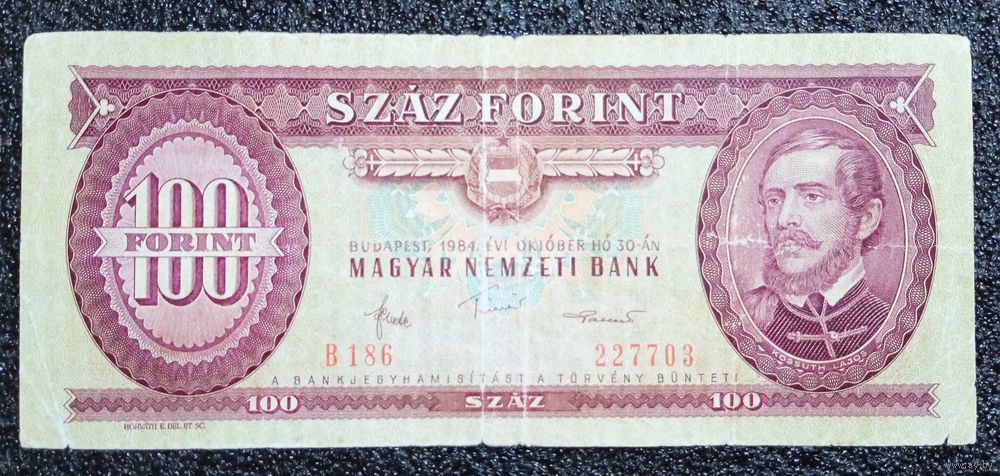 SZÁZ FORINT
100
FORINT
BUDAPEST, 1984. ÉVI OKTÓBER HÓ 30-ÁN
MAGYAR NEMZETI BANK
B 186 227703
KOSSUTH LAJOS
A BANKJEGYHAMISÍTÁST A TÖRVÉNY BÜNTETI
100 SZÁZ 100
HORVÁTH E. DEL. ET SC.